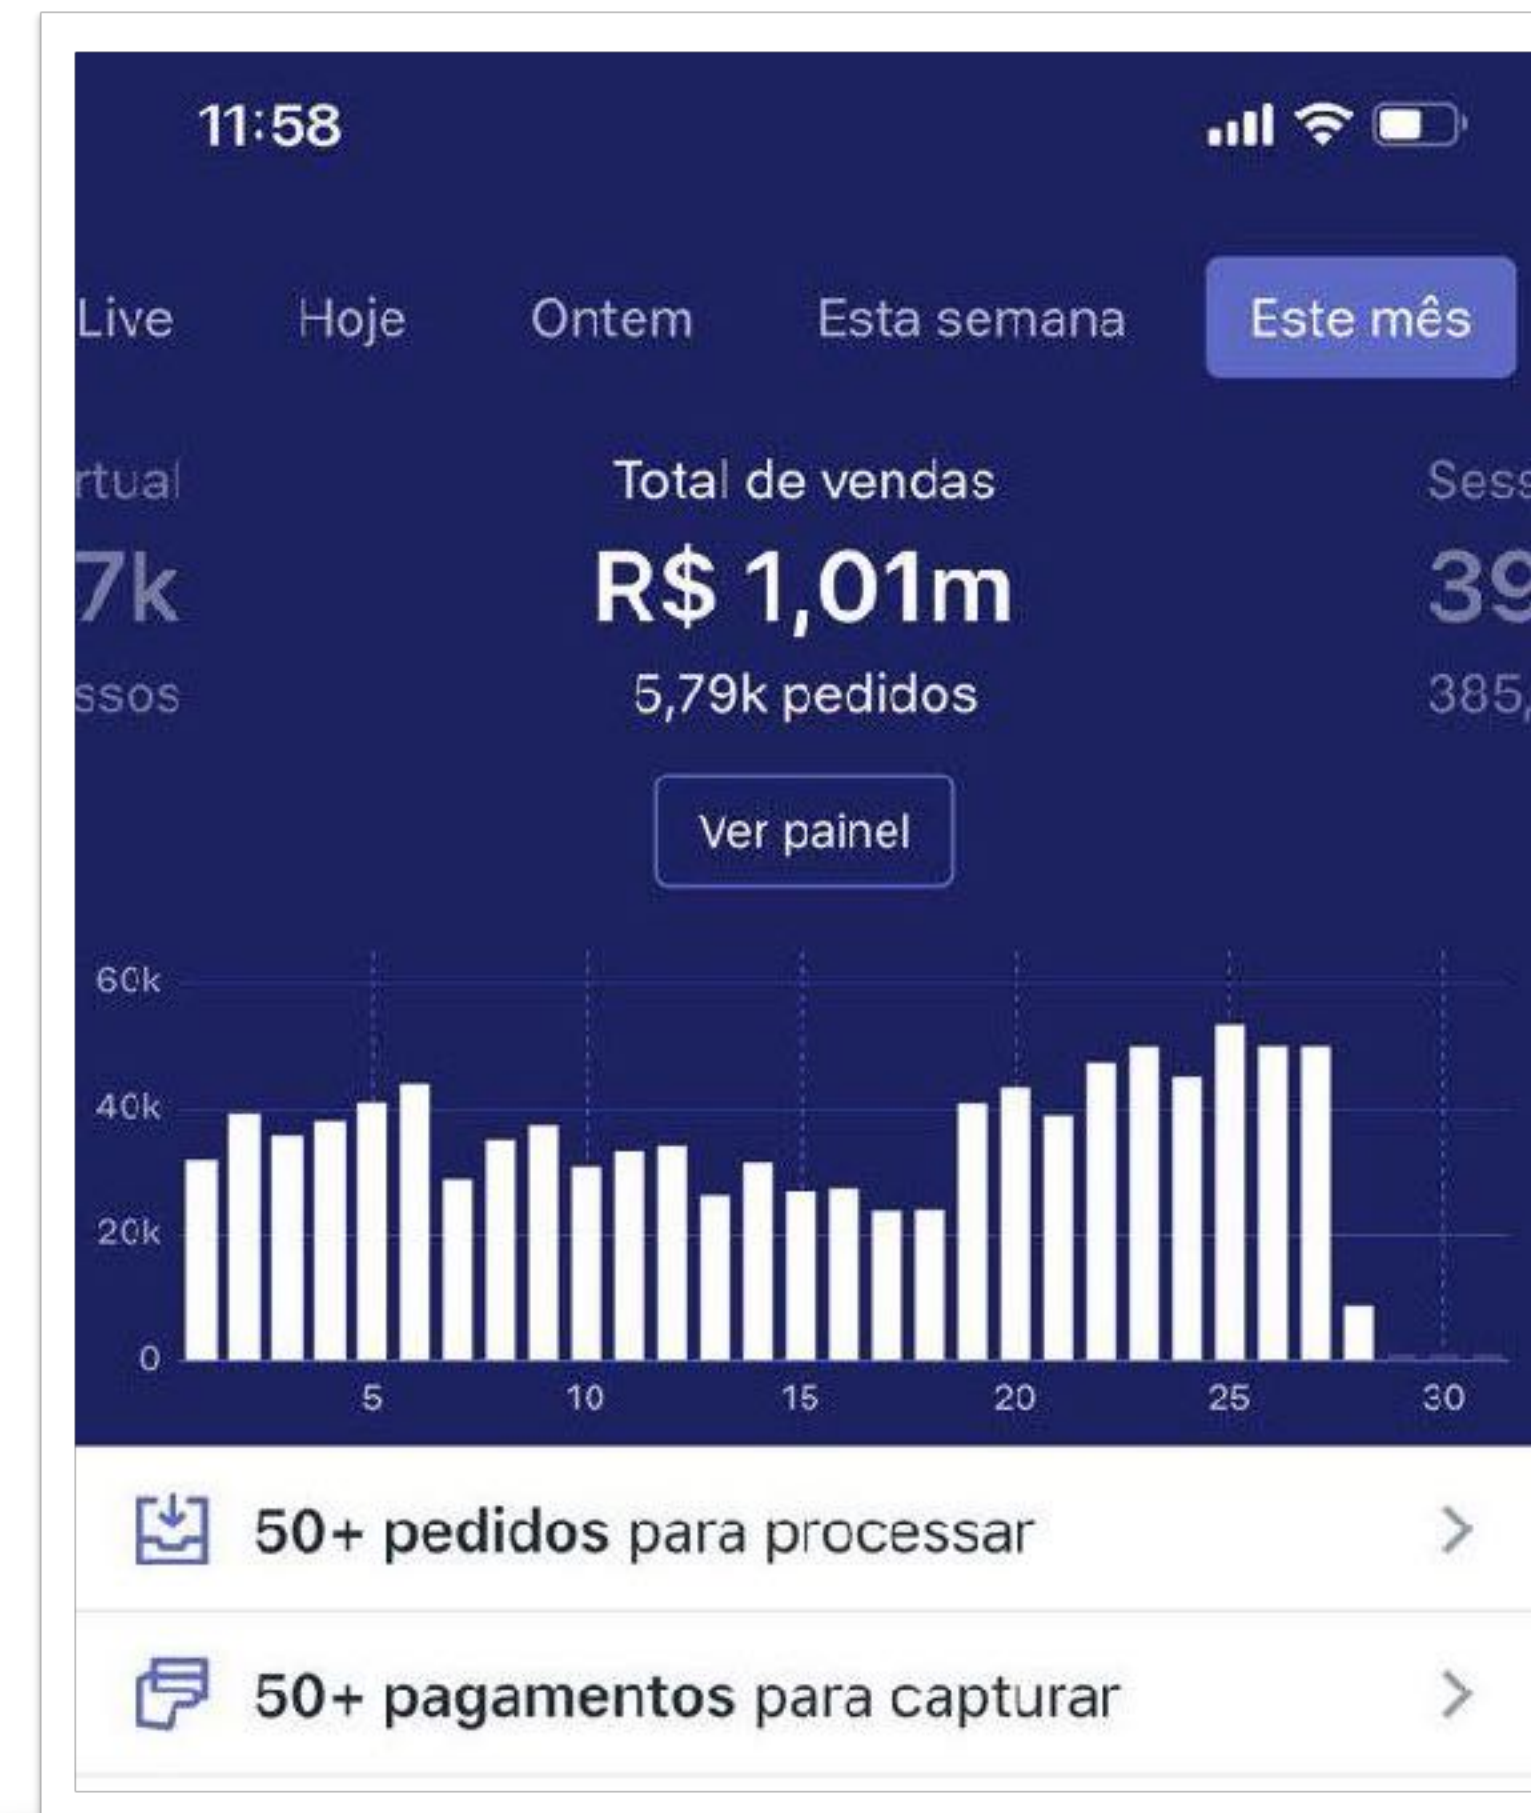 11:58
Live Hoje Ontem Esta semana Este mês
rtual Total de vendas Sess
7k R$ 1,01m 39
ssos 5,79k pedidos 385,
Ver painel
60k
40k
20k
0
5 10 15 20 25 30
50+ pedidos para processar
50+ pagamentos para capturar